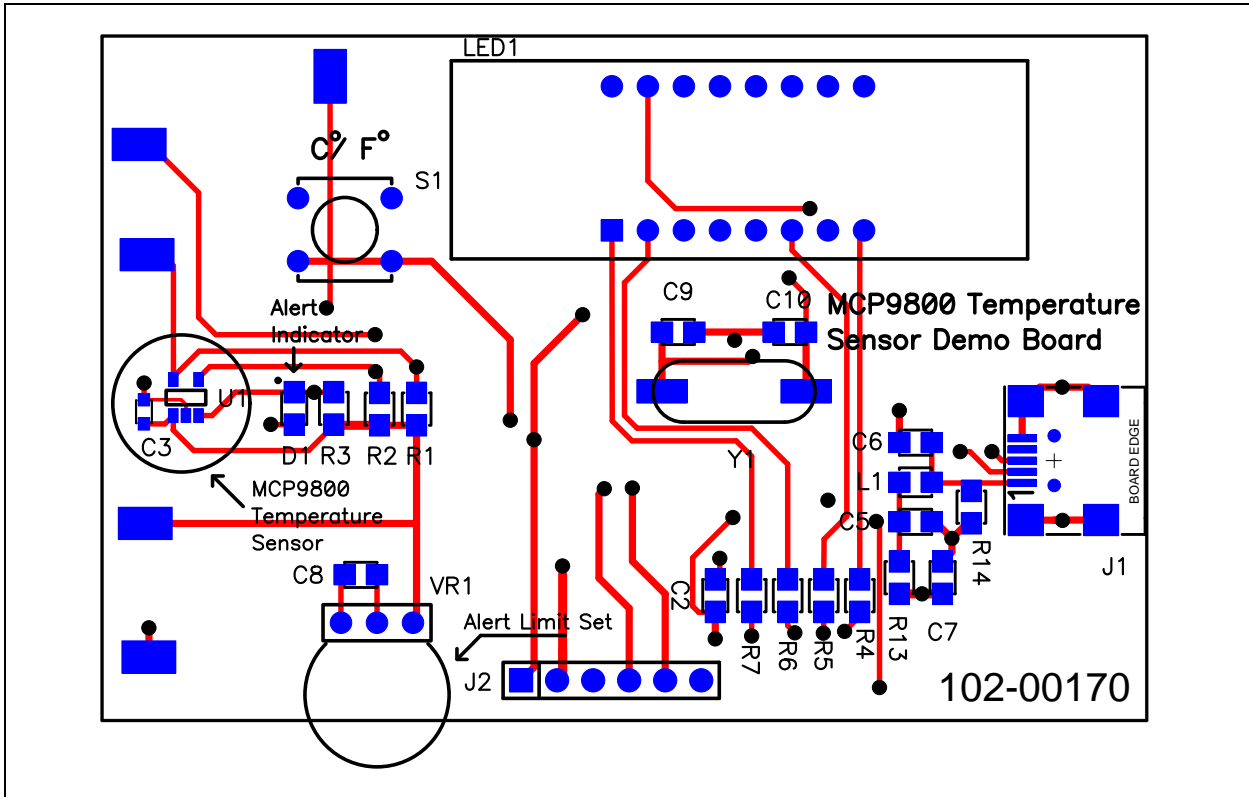 LED1
C°/ F°
S1
Alert
Indicator
C9
C10
MCP9800 Temperature
Sensor Demo Board
U1
C3
D1
R3
R2
R1
Y1
C6
L1
C5
1
BOARD EDGE
J1
R14
MCP9800
Temperature
Sensor
C8
VR1
Alert Limit Set
C2
R7
R6
R5
R4
R13
C7
J2
102-00170